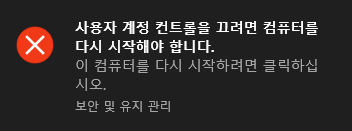 사용자 계정 컨트롤을 끄려면 컴퓨터를
다시 시작해야 합니다.
이 컴퓨터를 다시 시작하려면 클릭하십
시오.
보안 및 유지 관리